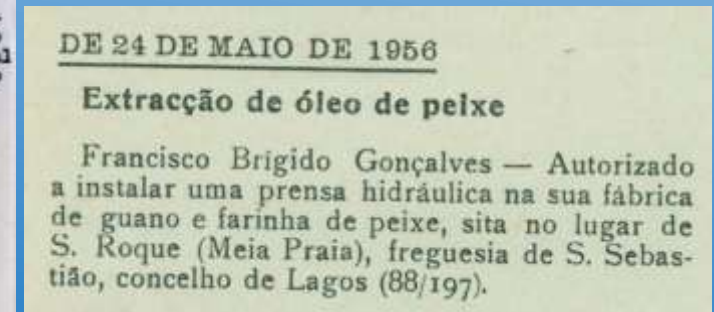 DE 24 DE MAIO DE 1956
Extracção de óleo de peixe
Francisco Brígido Gonçalves — Autorizado
a instalar uma prensa hidráulica na sua fábrica
de guano e farinha de peixe, sita no lugar de
S. Roque (Meia Praia), freguesia de S. Sebas-
tião, concelho de Lagos (88/197).